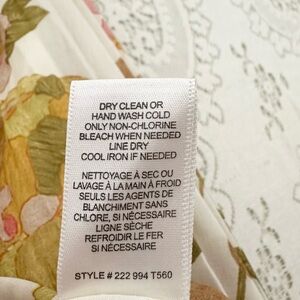 DRY CLEAN OR
HAND WASH COLD
ONLY NON-CHLORINE
BLEACH WHEN NEEDED
LINE DRY
COOL IRON IF NEEDED
NETTOYAGE À SEC OU
LAVAGE À LA MAIN À FROID
SEULS LES AGENTS DE
BLANCHIMENT SANS
CHLORE, SI NÉCESSAIRE
LIGNE SÈCHE
REFROIDIR LE FER
SI NÉCESSAIRE
STYLE # 222 994 T560